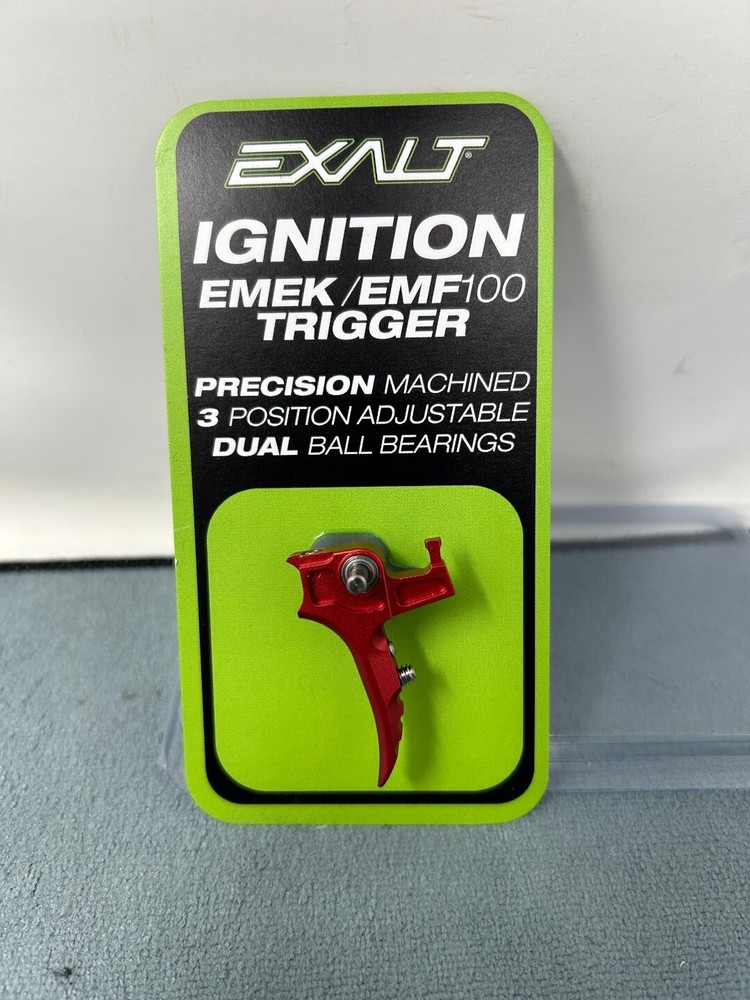 EXALT®
IGNITION
EMEK/EMF100
TRIGGER
PRECISION MACHINED
3 POSITION ADJUSTABLE
DUAL BALL BEARINGS